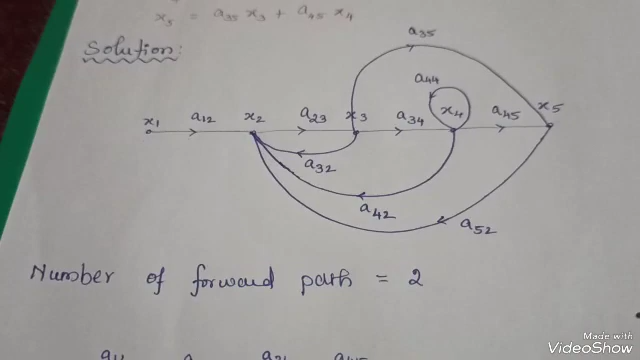 x5 = a35 x3 + a45 x4
Solution:
a35
a44
x1 a12 x2 a23 x3 a34 x4 a45 x5
a32
a42
a52
Number of forward path = 2
Made with
VideoShow